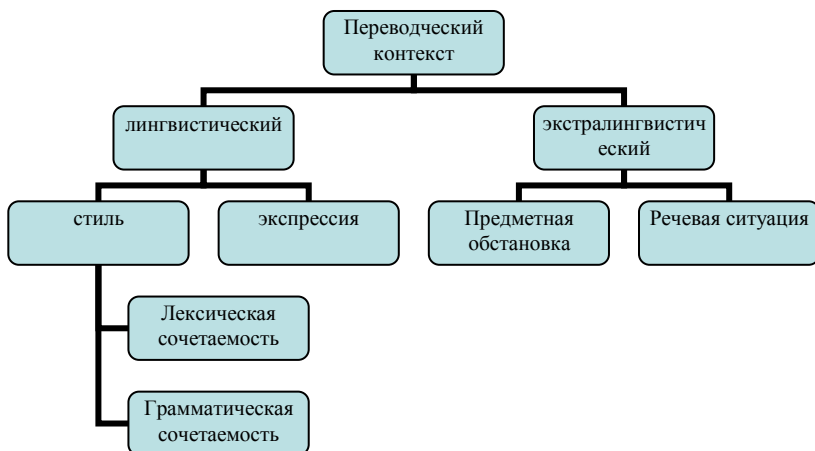 Переводческий
контекст
лингвистический
экстралингвистич
еский
стиль
экспрессия
Предметная
обстановка
Речевая ситуация
Лексическая
сочетаемость
Грамматическая
сочетаемость